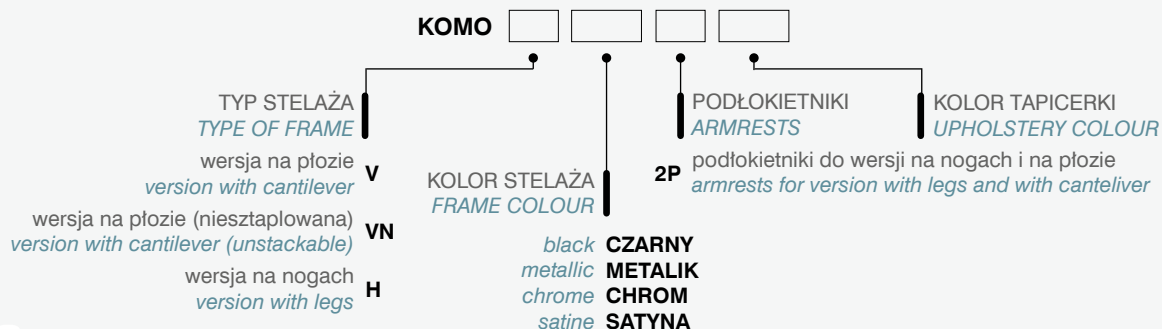 KOMO
TYP STELAŻA
TYPE OF FRAME
wersja na płozie
version with cantilever
V
wersja na płozie (niesztaplowana)
version with cantilever (unstackable)
VN
wersja na nogach
version with legs
H
KOLOR STELAŻA
FRAME COLOUR
black CZARNY
metallic METALIK
chrome CHROM
satine SATYNA
PODŁOKIETNIKI
ARMRESTS
2P
podłokietniki do wersji na nogach i na płozie
armrests for version with legs and with canteliver
KOLOR TAPICERKI
UPHOLSTERY COLOUR